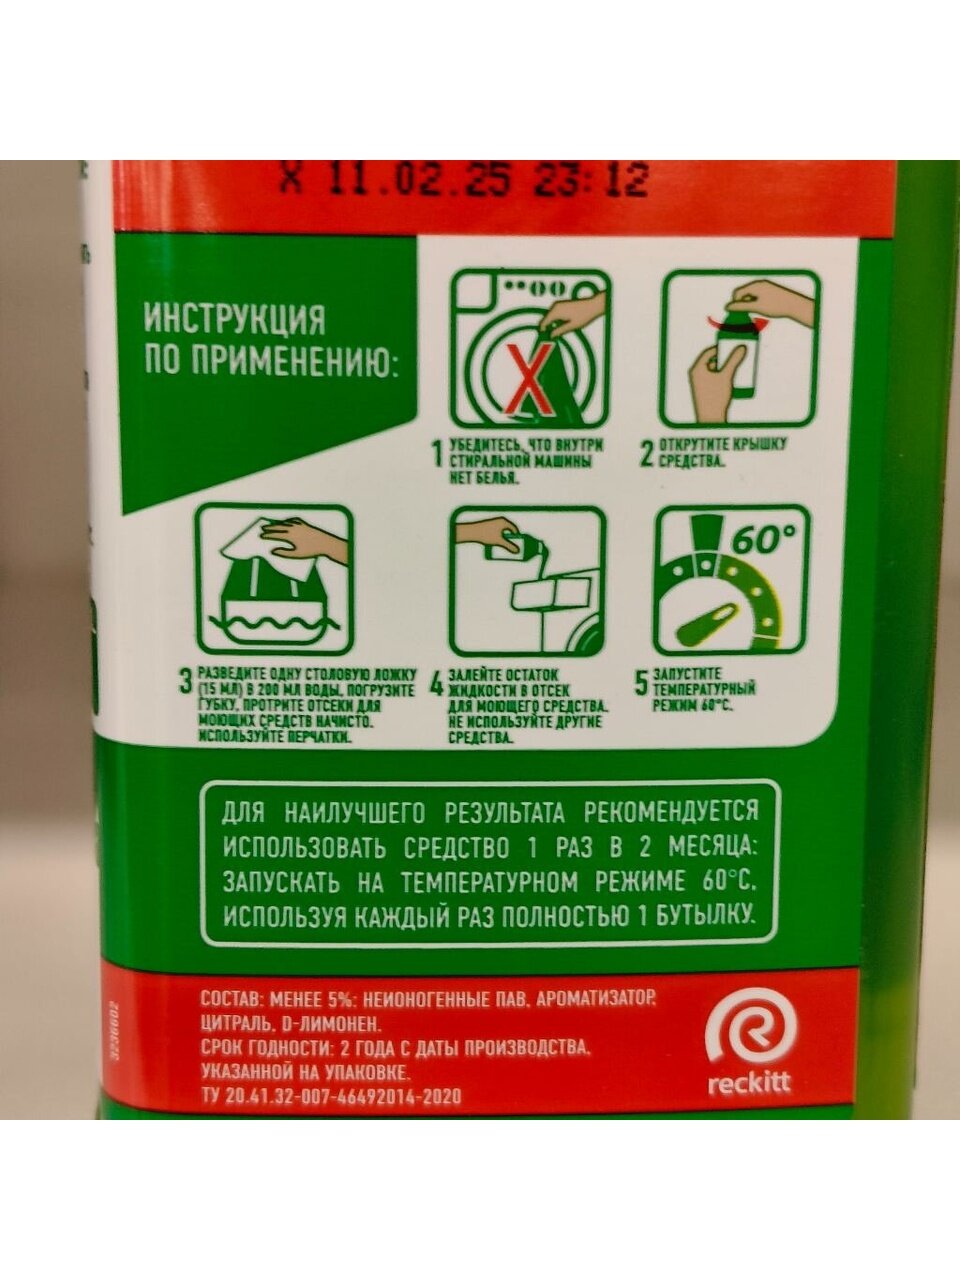 X 11.02.25 23:12
ИНСТРУКЦИЯ
ПО ПРИМЕНЕНИЮ:
1 УБЕДИТЕСЬ, ЧТО ВНУТРИ
СТИРАЛЬНОЙ МАШИНЫ
НЕТ БЕЛЬЯ.
2 ОТКРУТИТЕ КРЫШКУ
СРЕДСТВА.
60°
3 РАЗВЕДИТЕ ОДНУ СТОЛОВУЮ ЛОЖКУ
(15 МЛ) В 200 МЛ ВОДЫ, ПОГРУЗИТЕ
ГУБКУ. ПРОТРИТЕ ОТСЕКИ ДЛЯ
МОЮЩИХ СРЕДСТВ НАЧИСТО.
ИСПОЛЬЗУЙТЕ ПЕРЧАТКИ.
4 ЗАЛЕЙТЕ ОСТАТОК
ЖИДКОСТИ В ОТСЕК
ДЛЯ МОЮЩЕГО СРЕДСТВА.
НЕ ИСПОЛЬЗУЙТЕ ДРУГИЕ
СРЕДСТВА.
5 ЗАПУСТИТЕ
ТЕМПЕРАТУРНЫЙ
РЕЖИМ 60°С.
ДЛЯ НАИЛУЧШЕГО РЕЗУЛЬТАТА РЕКОМЕНДУЕТСЯ
ИСПОЛЬЗОВАТЬ СРЕДСТВО 1 РАЗ В 2 МЕСЯЦА:
ЗАПУСКАТЬ НА ТЕМПЕРАТУРНОМ РЕЖИМЕ 60°С,
ИСПОЛЬЗУЯ КАЖДЫЙ РАЗ ПОЛНОСТЬЮ 1 БУТЫЛКУ.
СОСТАВ: МЕНЕЕ 5%: НЕИОНОГЕННЫЕ ПАВ, АРОМАТИЗАТОР,
ЦИТРАЛЬ, D-ЛИМОНЕН.
СРОК ГОДНОСТИ: 2 ГОДА С ДАТЫ ПРОИЗВОДСТВА,
УКАЗАННОЙ НА УПАКОВКЕ.
ТУ 20.41.32-007-46492014-2020
reckitt
3236602